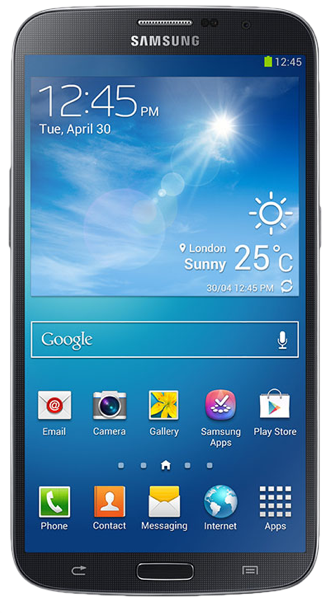 SAMSUNG
12:45
12:45 PM
Tue, April 30
London
Sunny 25°C
30/04 12:45 PM
Google
Email Camera Gallery Samsung Apps Play Store
Phone Contact Messaging Internet Apps